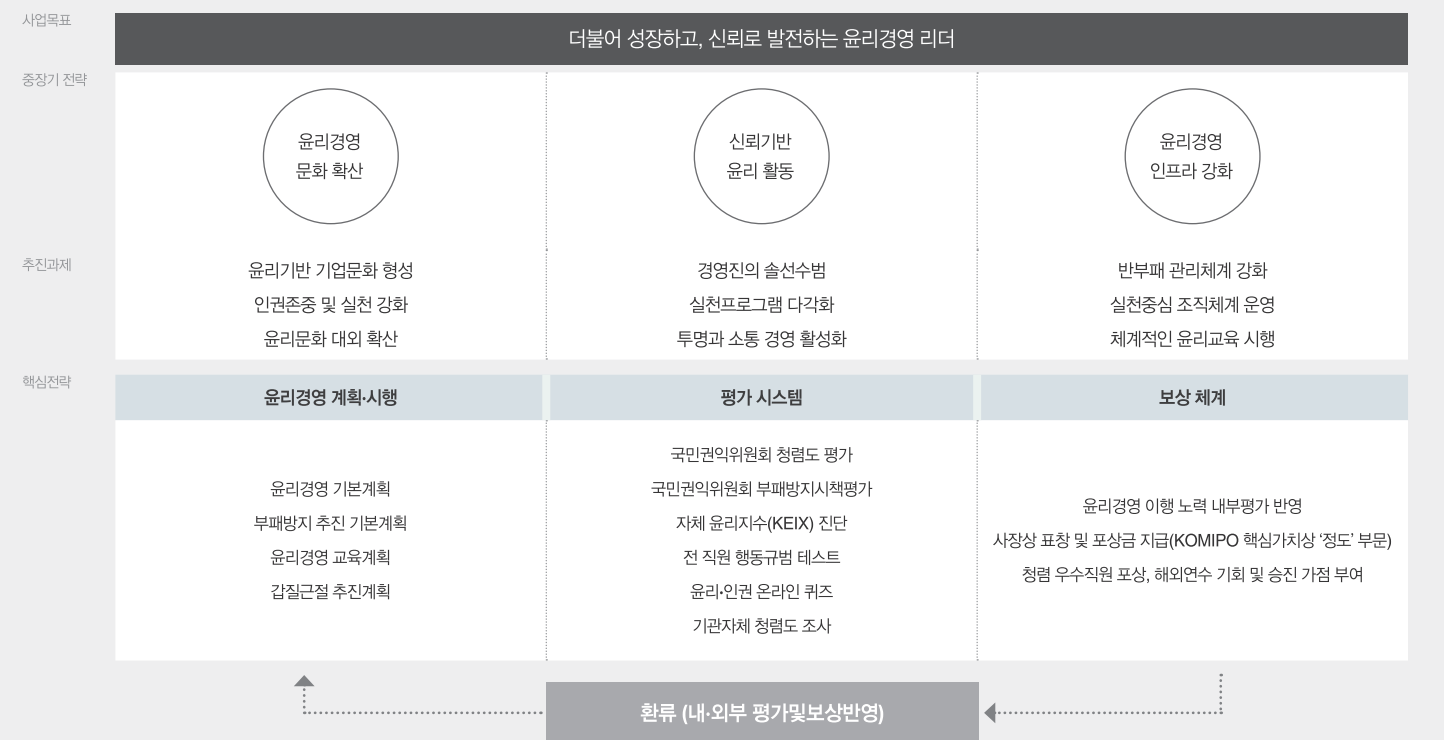 사업목표
더불어 성장하고, 신뢰로 발전하는 윤리경영 리더
중장기 전략
윤리경영
문화 확산
신뢰기반
윤리 활동
윤리경영
인프라 강화
추진과제
윤리기반 기업문화 형성
인권존중 및 실천 강화
윤리문화 대외 확산
경영진의 솔선수범
실천프로그램 다각화
투명과 소통 경영 활성화
반부패 관리체계 강화
실천중심 조직체계 운영
체계적인 윤리교육 시행
핵심전략
윤리경영 계획·시행
윤리경영 기본계획
부패방지 추진 기본계획
윤리경영 교육계획
갑질근절 추진계획
평가 시스템
국민권익위원회 청렴도 평가
국민권익위원회 부패방지시책평가
자체 윤리지수(KEIX) 진단
전 직원 행동규범 테스트
윤리·인권 온라인 퀴즈
기관자체 청렴도 조사
보상 체계
윤리경영 이행 노력 내부평가 반영
사장상 표창 및 포상금 지급(KOMIPO 핵심가치상 ‘정도’ 부문)
청렴 우수직원 포상, 해외연수 기회 및 승진 가점 부여
환류 (내·외부 평가및보상반영)